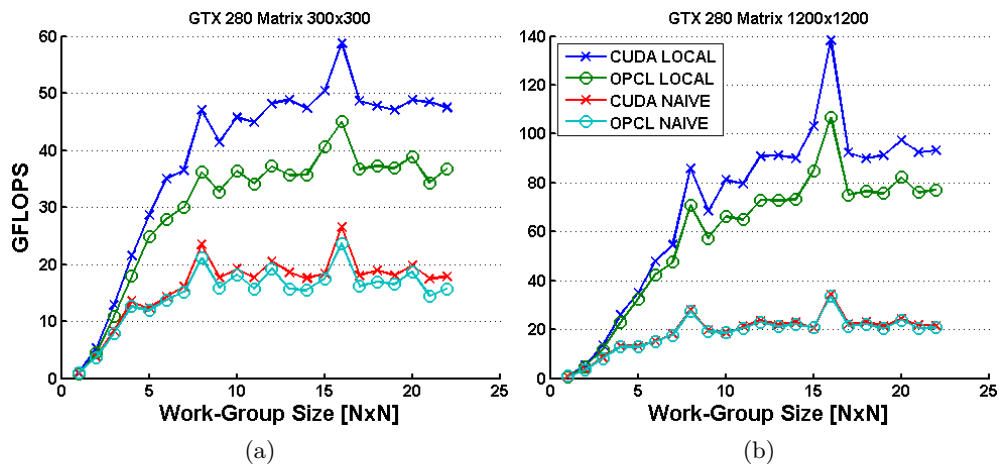 GTX 280 Matrix 300x300
60
50
40
30
20
10
0
GFLOPS
0 5 10 15 20 25
Work-Group Size [NxN]
(a)
GTX 280 Matrix 1200x1200
140
120
100
80
60
40
20
0
CUDA LOCAL
OPCL LOCAL
CUDA NAIVE
OPCL NAIVE
0 5 10 15 20 25
Work-Group Size [NxN]
(b)